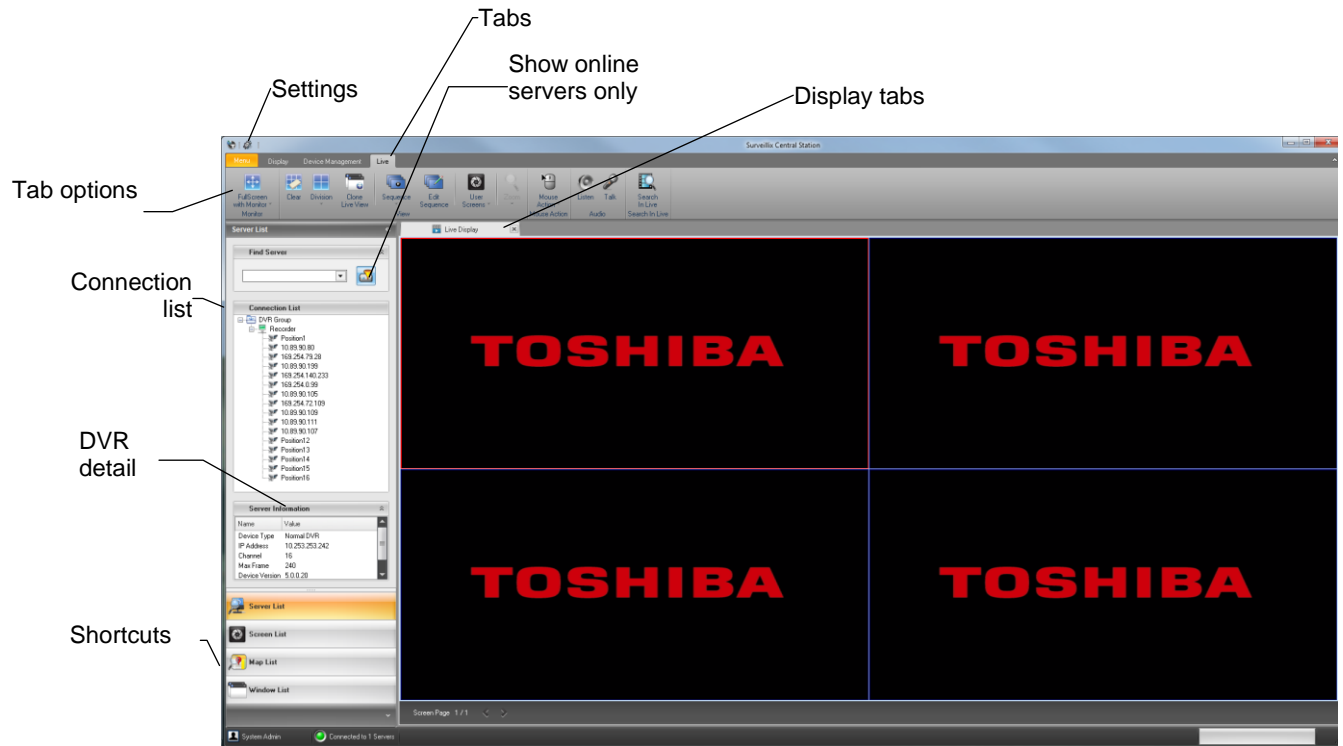 Tabs
Show online
servers only
Settings
Display tabs
Surveillix Central Station
Menu Display Device Management Live
Tab options
FullScreen
with Monitor
Clear
Division
Clone
Live View
Sequence
Edit
Sequence
User
Screens
Zoom
Mouse
Action
Listen
Talk
Search
In Live
Monitor
View
Mouse Action
Audio
Search In Live
Server List
Live Display
Find Server
Connection
list
Connection List
DVR Group
Recorder
Position1
10.89.90.80
169.254.79.28
10.89.90.199
169.254.140.233
169.254.0.99
10.89.90.105
169.254.72.109
10.89.90.109
10.89.90.111
10.89.90.107
Position12
Position13
Position14
Position15
Position16
TOSHIBA TOSHIBA
DVR
detail
Server Information
Name Value
Device Type Normal DVR
IP Address 10.253.253.242
Channel 16
Max Frame 240
Device Version 5.0.0.20
TOSHIBA TOSHIBA
Shortcuts
Server List
Screen List
Map List
Window List
Screen Page 1 / 1
System Admin Connected to 1 Servers